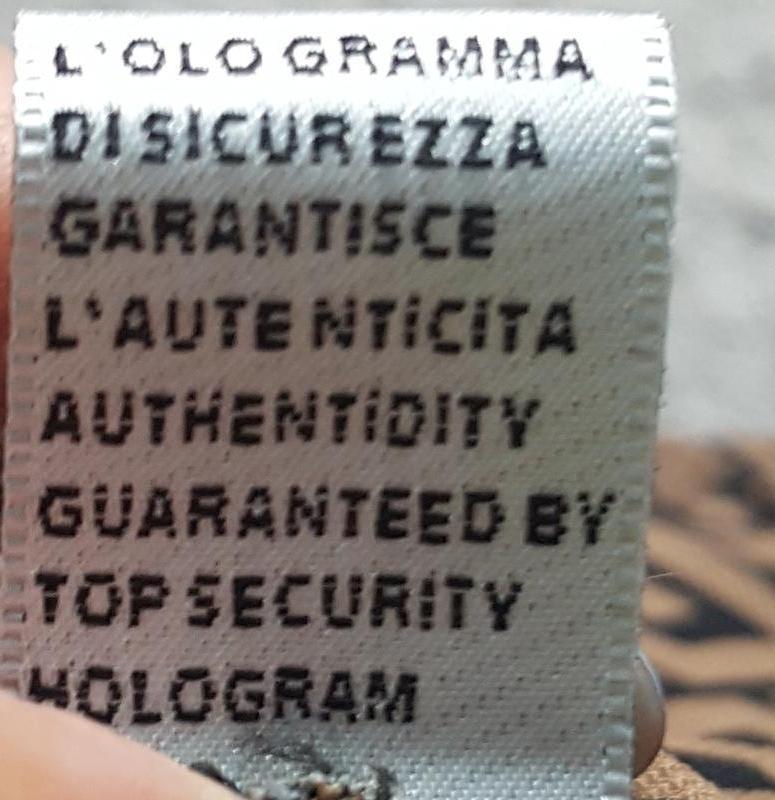 L'OLOGRAMMA
DI SICUREZZA
GARANTISCE
L'AUTENTICITA
AUTHENTIDITY
GUARANTEED BY
TOP SECURITY
HOLOGRAM